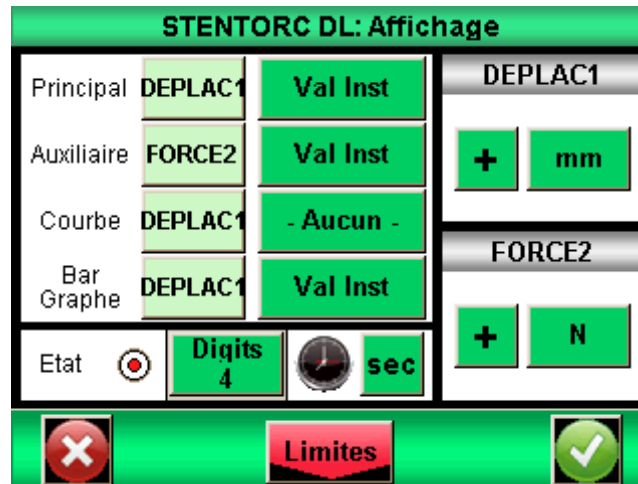 STENTORC DL: Affichage
Principal DEPLAC1 Val Inst
Auxiliaire FORCE2 Val Inst
Courbe DEPLAC1 - Aucun -
Bar
Graphe DEPLAC1 Val Inst
Etat Digits
4 sec
DEPLAC1
+ mm
FORCE2
+ N
Limites